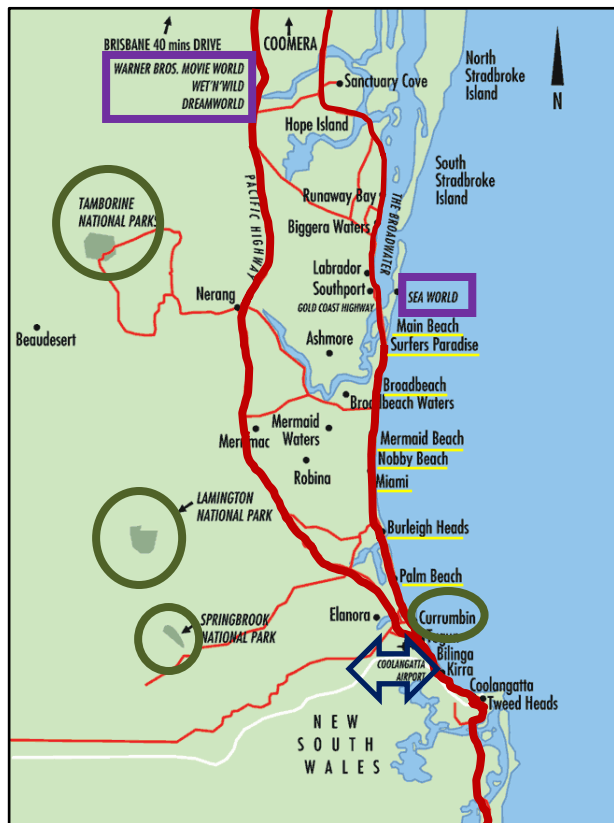 BRISBANE 40 mins DRIVE
COOMERA
WARNER BROS. MOVIE WORLD
WET'N'WILD
DREAMWORLD
North
Stradbroke
Island
N
Sanctuary Cove
Hope Island
South
Stradbroke
Island
PACIFIC HIGHWAY
THE BROADWATER
TAMBORINE
NATIONAL PARKS
Runaway Bay
Biggera Waters
Labrador
Southport
GOLD COAST HIGHWAY
SEA WORLD
Nerang
Main Beach
Beaudesert
Ashmore
Surfers Paradise
Broadbeach
Broadbeach Waters
Mermaid
Waters
Merrimac
Mermaid Beach
Nobby Beach
Robina
Miami
LAMINGTON
NATIONAL PARK
Burleigh Heads
Palm Beach
SPRINGBROOK
NATIONAL PARK
Elanora
Currumbin
Bilinga
Kirra
COOLANGATTA
AIRPORT
Coolangatta
Tweed Heads
NEW
SOUTH
WALES